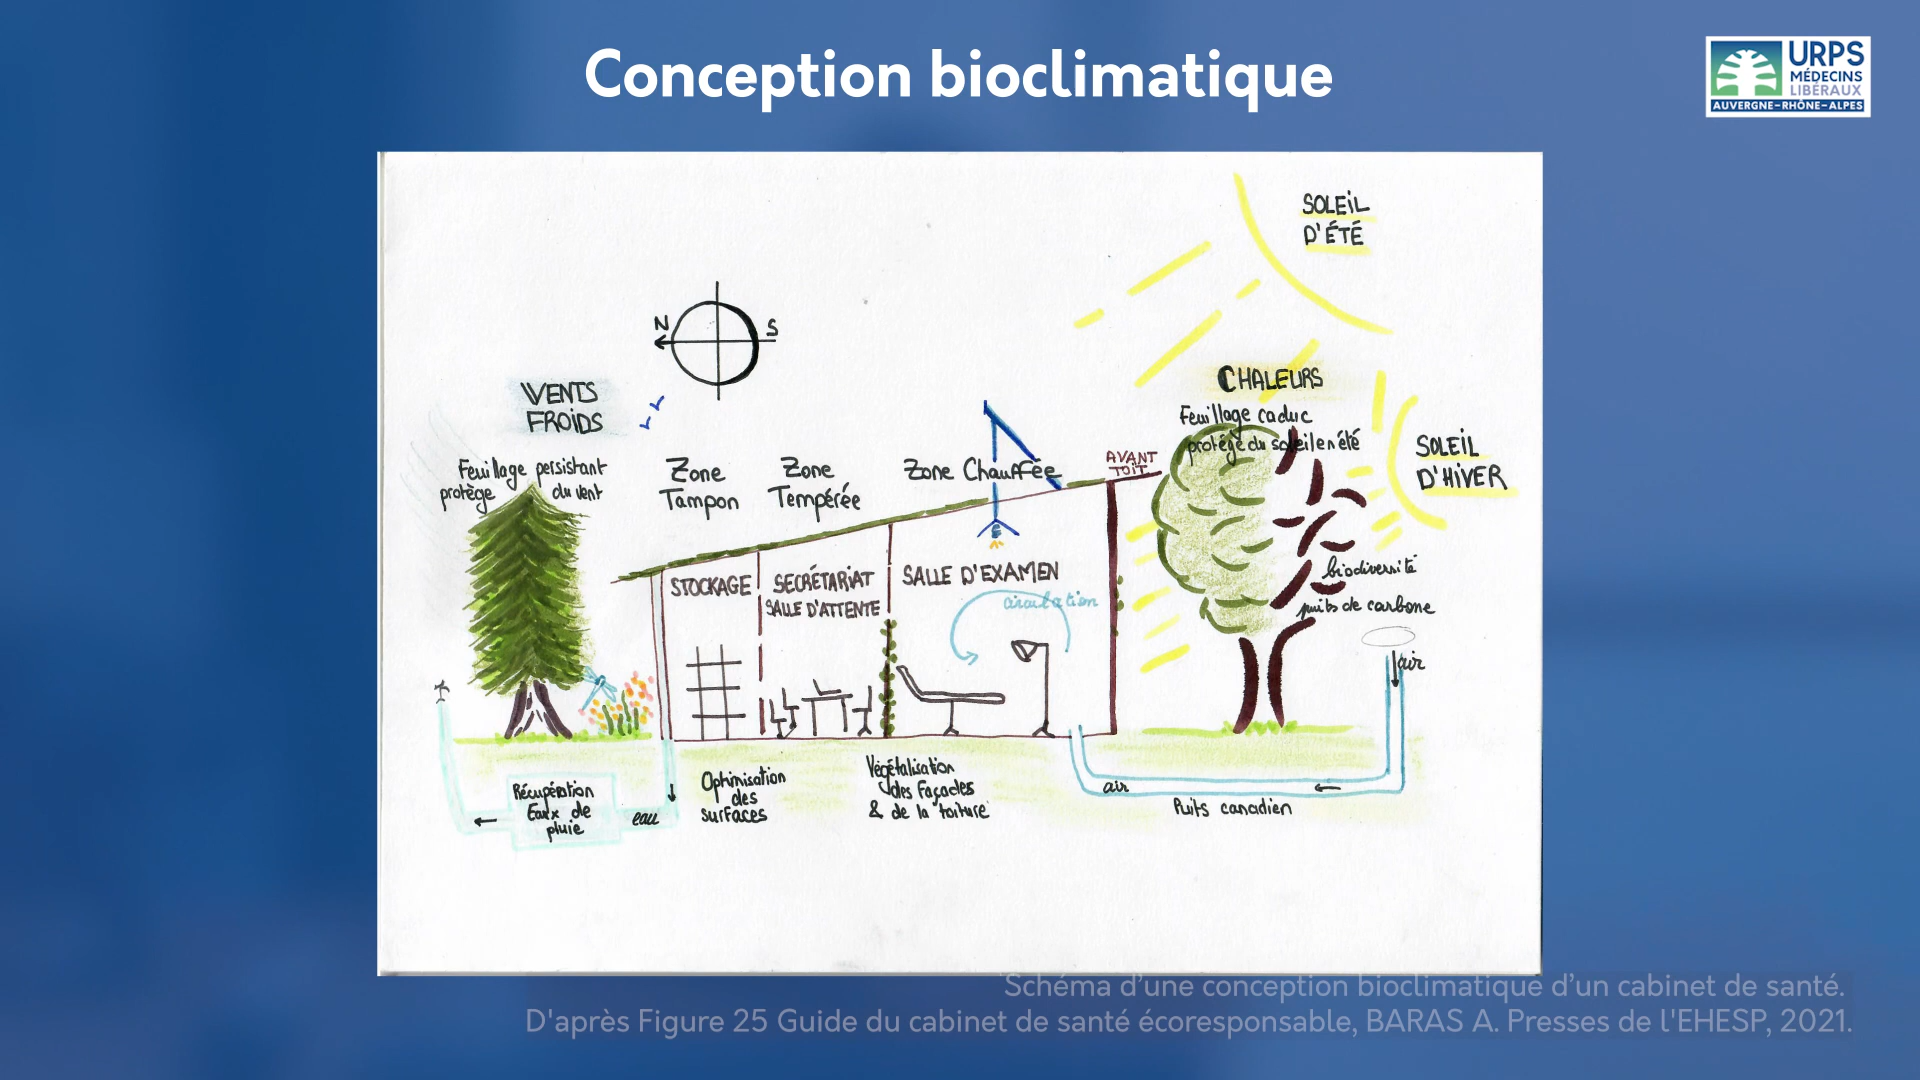 Conception bioclimatique
URPS
MÉDECINS
LIBÉRAUX
AUVERGNE-RHÔNE-ALPES
SOLEIL
D'ÉTÉ
N
S
VENTS
FROIDS
CHALEURS
Feuillage caduc
protège du soleil en été
SOLEIL
D'HIVER
Feuillage persistant
protège du vent
Zone
Tampon
Zone
Tempérée
Zone Chauffée
AVANT
TOIT
STOCKAGE
SECRÉTARIAT
SALLE D'ATTENTE
SALLE D'EXAMEN
circulation
biodiversité
puits de carbone
air
Récupération
Eaux de
pluie
eau
Optimisation
des
surfaces
Végétalisation
des Façades
& de la toiture
air
Puits canadien
Schéma d’une conception bioclimatique d’un cabinet de santé.
D'après Figure 25 Guide du cabinet de santé écoresponsable, BARAS A. Presses de l'EHESP, 2021.